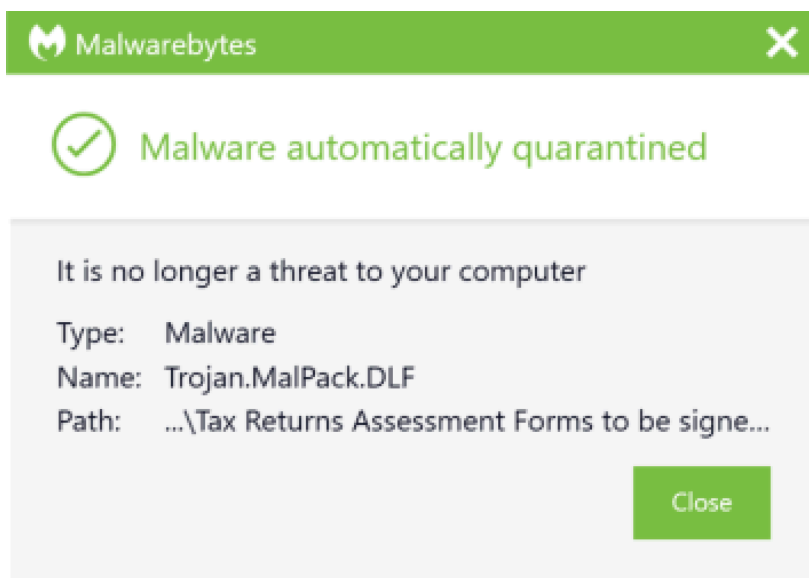 Malwarebytes
Malware automatically quarantined
It is no longer a threat to your computer
Type: Malware
Name: Trojan.MalPack.DLF
Path: ...\Tax Returns Assessment Forms to be signe...
Close